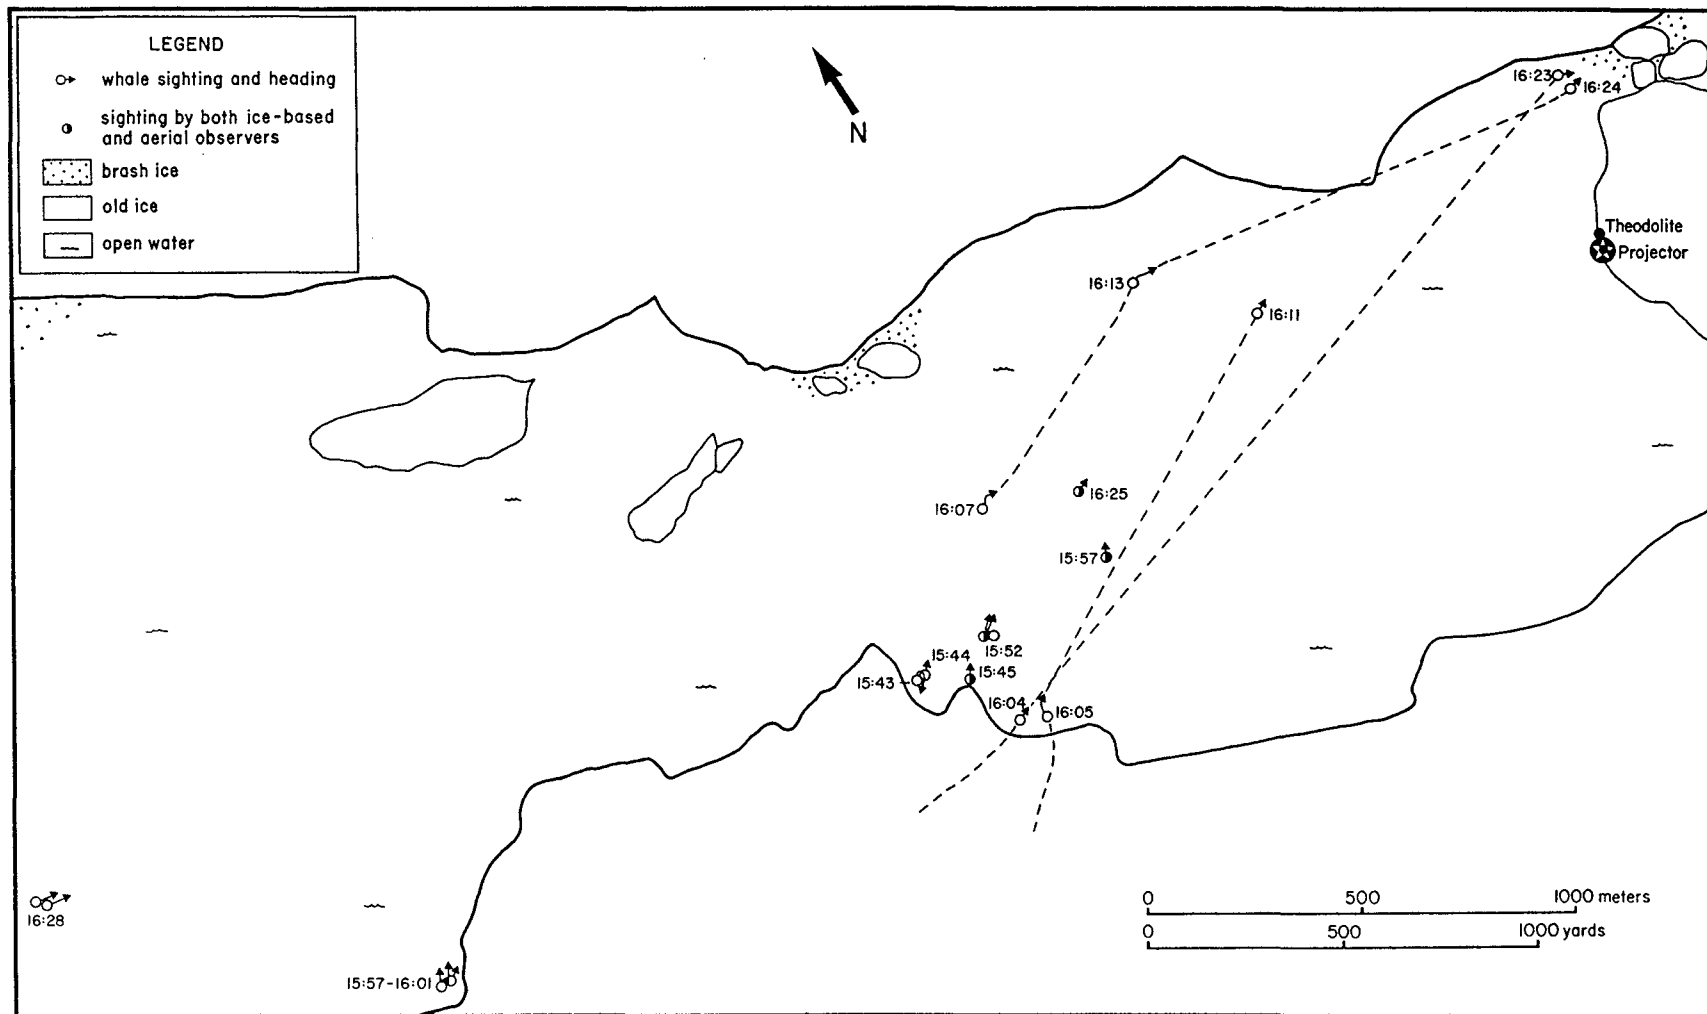 LEGEND
whale sighting and heading
sighting by both ice-based
and aerial observers
brash ice
old ice
open water
N
16:23
16:24
Theodolite
Projector
16:13
16:11
16:07
16:25
15:57
15:52
15:44
15:43
15:45
16:04
16:05
16:28
15:57-16:01
0 500 1000 meters
0 500 1000 yards